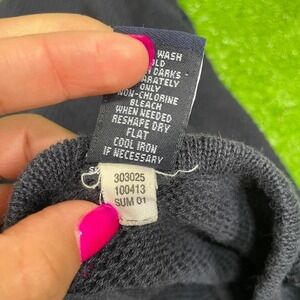 WASH
OLD
DARKS
ARATELY
ONLY
NON-CHLORINE
BLEACH
WHEN NEEDED
RESHAPE DRY
FLAT
COOL IRON
IF NECESSARY
303025
100413
SUM 01